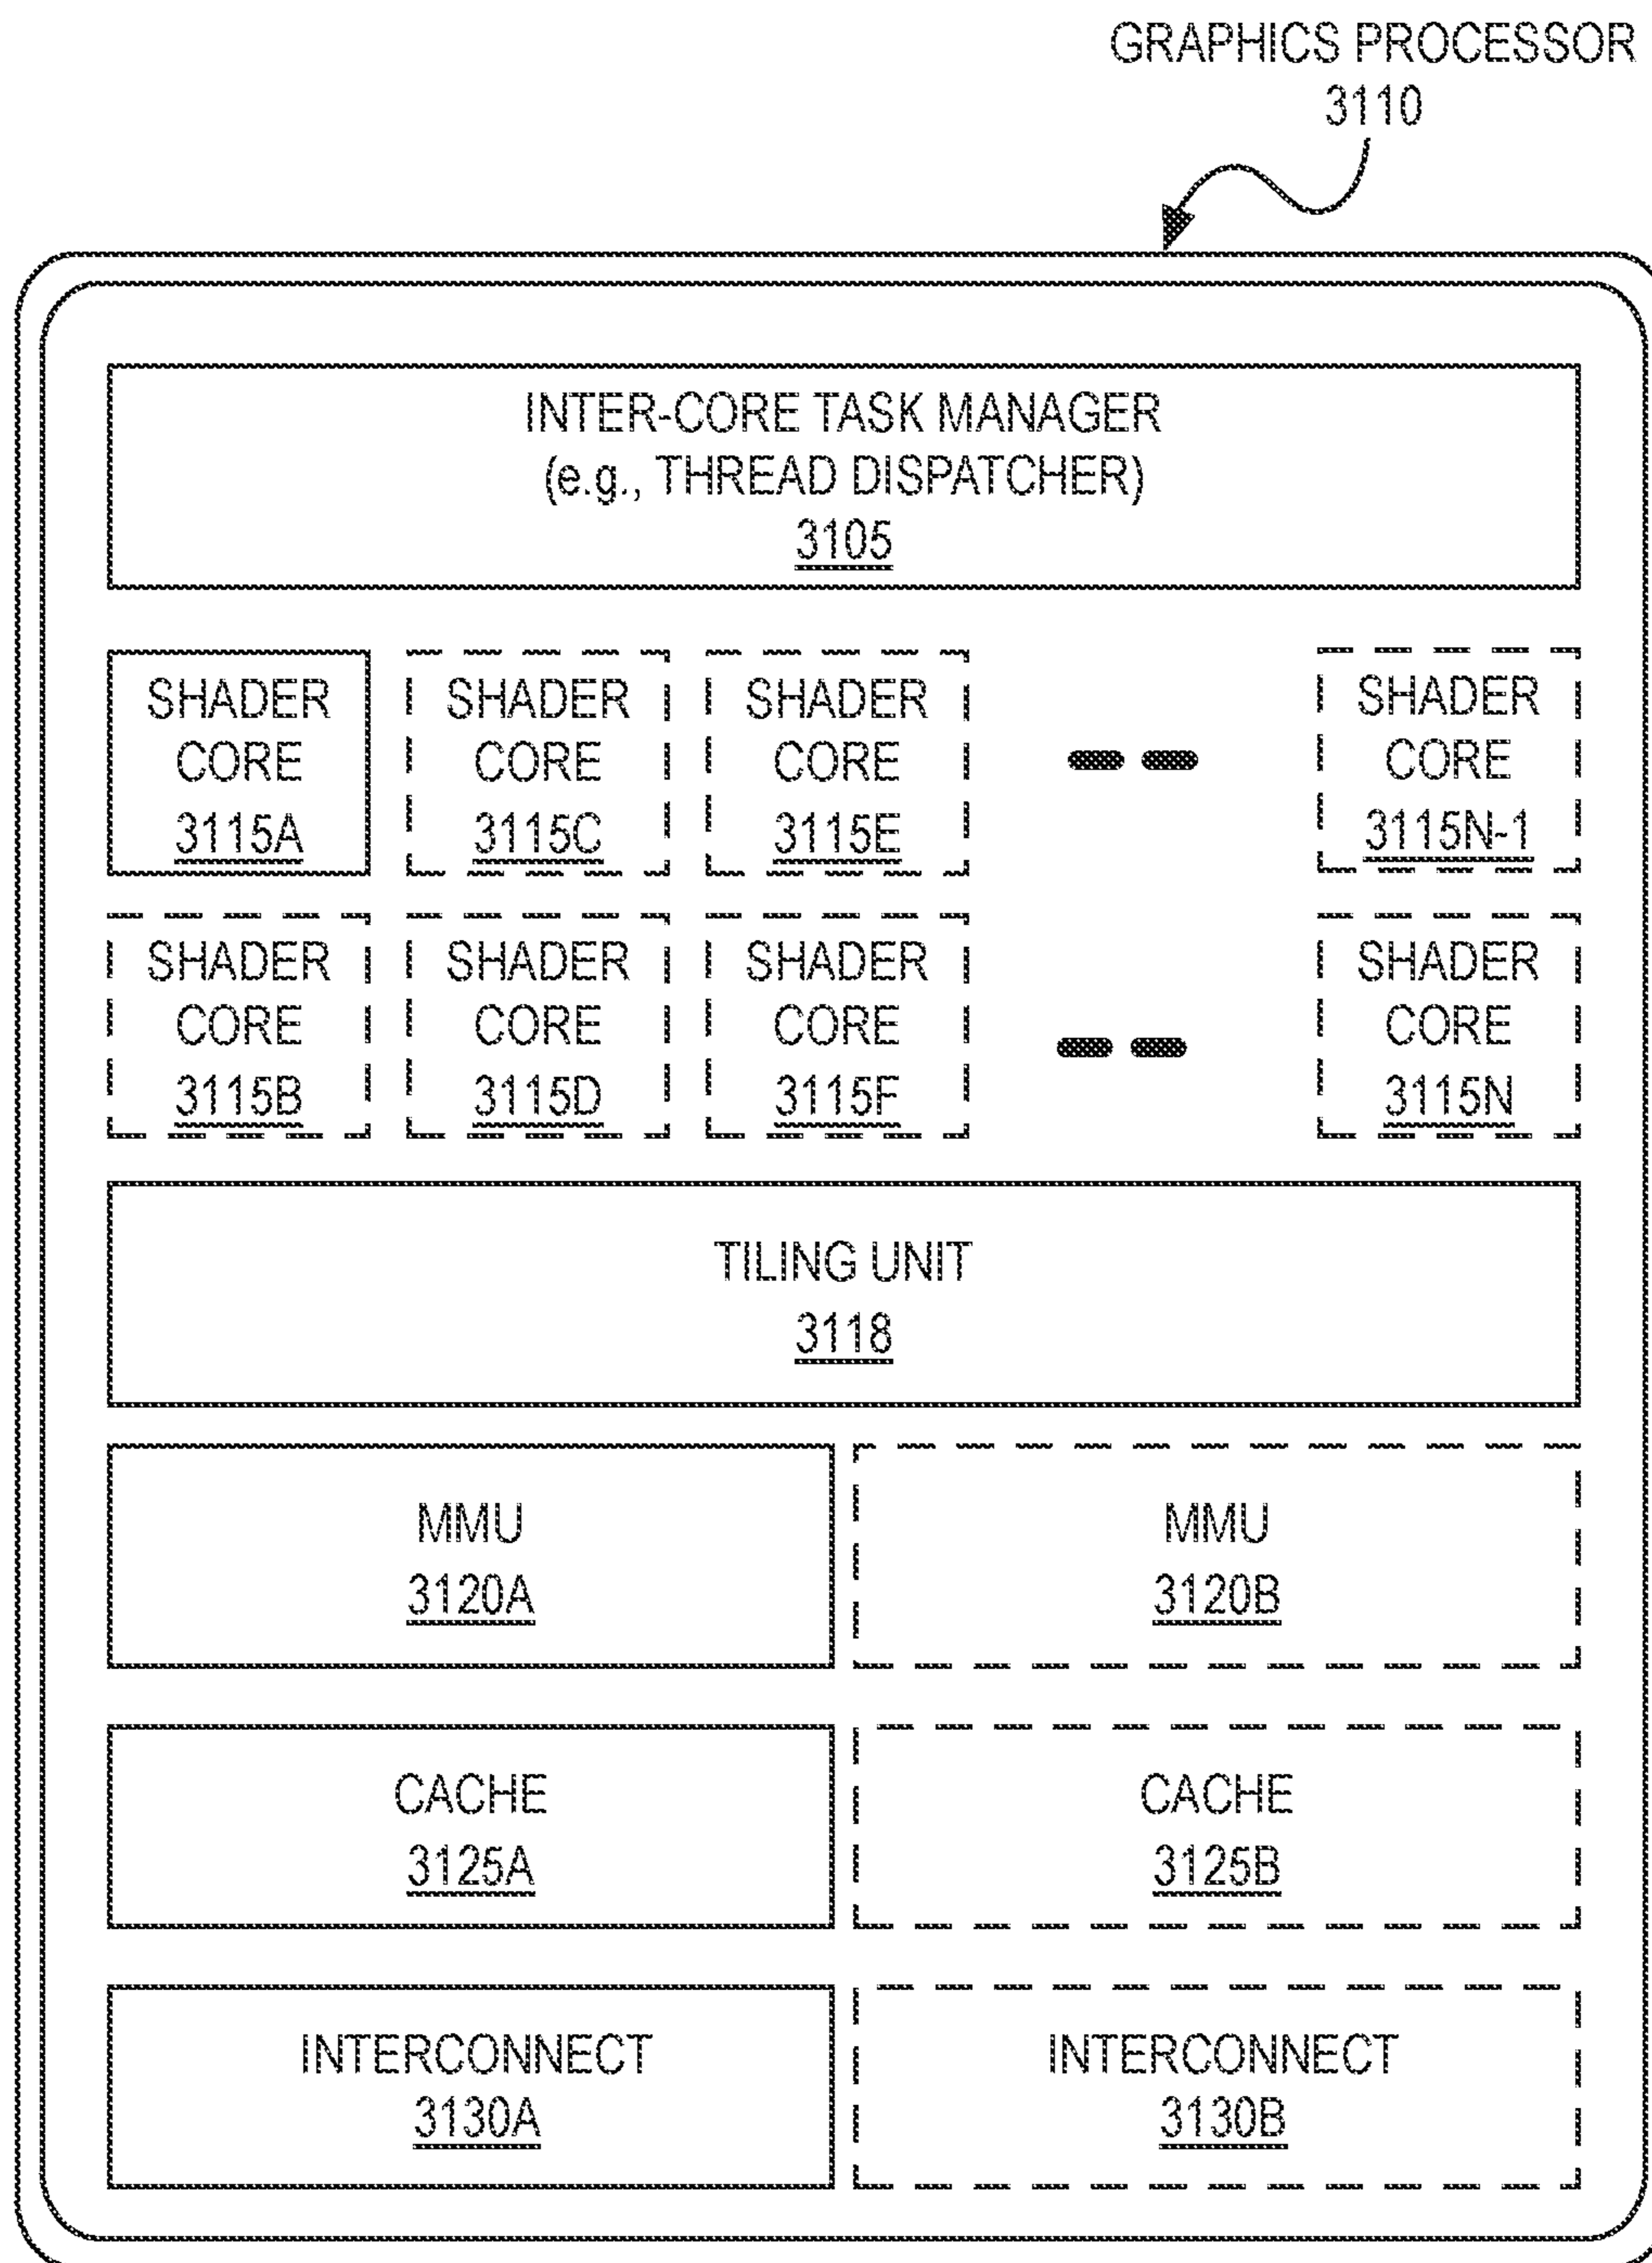 GRAPHICS PROCESSOR
3110
INTER-CORE TASK MANAGER
(e.g., THREAD DISPATCHER)
3105
SHADER
CORE
3115A
SHADER
CORE
3115C
SHADER
CORE
3115E
SHADER
CORE
3115N-1
SHADER
CORE
3115B
SHADER
CORE
3115D
SHADER
CORE
3115F
SHADER
CORE
3115N
TILING UNIT
3118
MMU
3120A
MMU
3120B
CACHE
3125A
CACHE
3125B
INTERCONNECT
3130A
INTERCONNECT
3130B